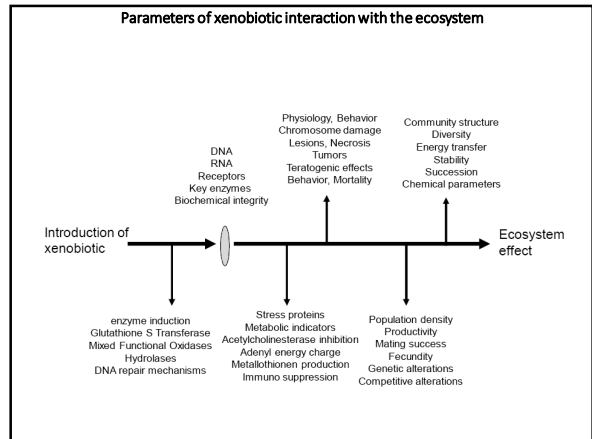 Parameters of xenobiotic interaction with the ecosystem
Physiology, Behavior
Chromosome damage
Lesions, Necrosis
Tumors
Teratogenic effects
Behavior, Mortality
Community structure
Diversity
Energy transfer
Stability
Succession
Chemical parameters
DNA
RNA
Receptors
Key enzymes
Biochemical integrity
Introduction of
xenobiotic
Ecosystem
effect
enzyme induction
Glutathione S Transferase
Mixed Functional Oxidases
Hydrolases
DNA repair mechanisms
Stress proteins
Metabolic indicators
Acetylcholinesterase inhibition
Adenyl energy charge
Metallothionen production
Immuno suppression
Population density
Productivity
Mating success
Fecundity
Genetic alterations
Competitive alterations